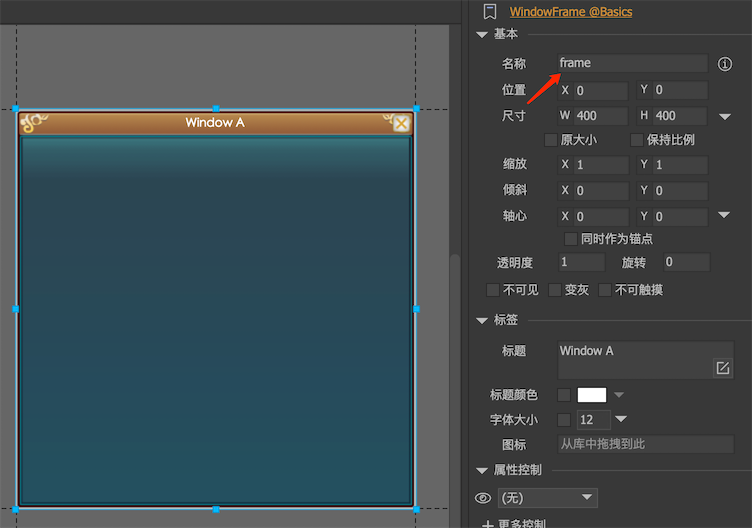 WindowFrame @Basics
基本
名称 frame
位置 X 0 Y 0
尺寸 W 400 H 400
原大小 保持比例
缩放 X 1 Y 1
倾斜 X 0 Y 0
轴心 X 0 Y 0
同时作为锚点
透明度 1 旋转 0
不可见 变灰 不可触摸
标签
标题 Window A
标题颜色
字体大小 12
图标 从库中拖拽到此
属性控制
(无)
更多控制
Window A